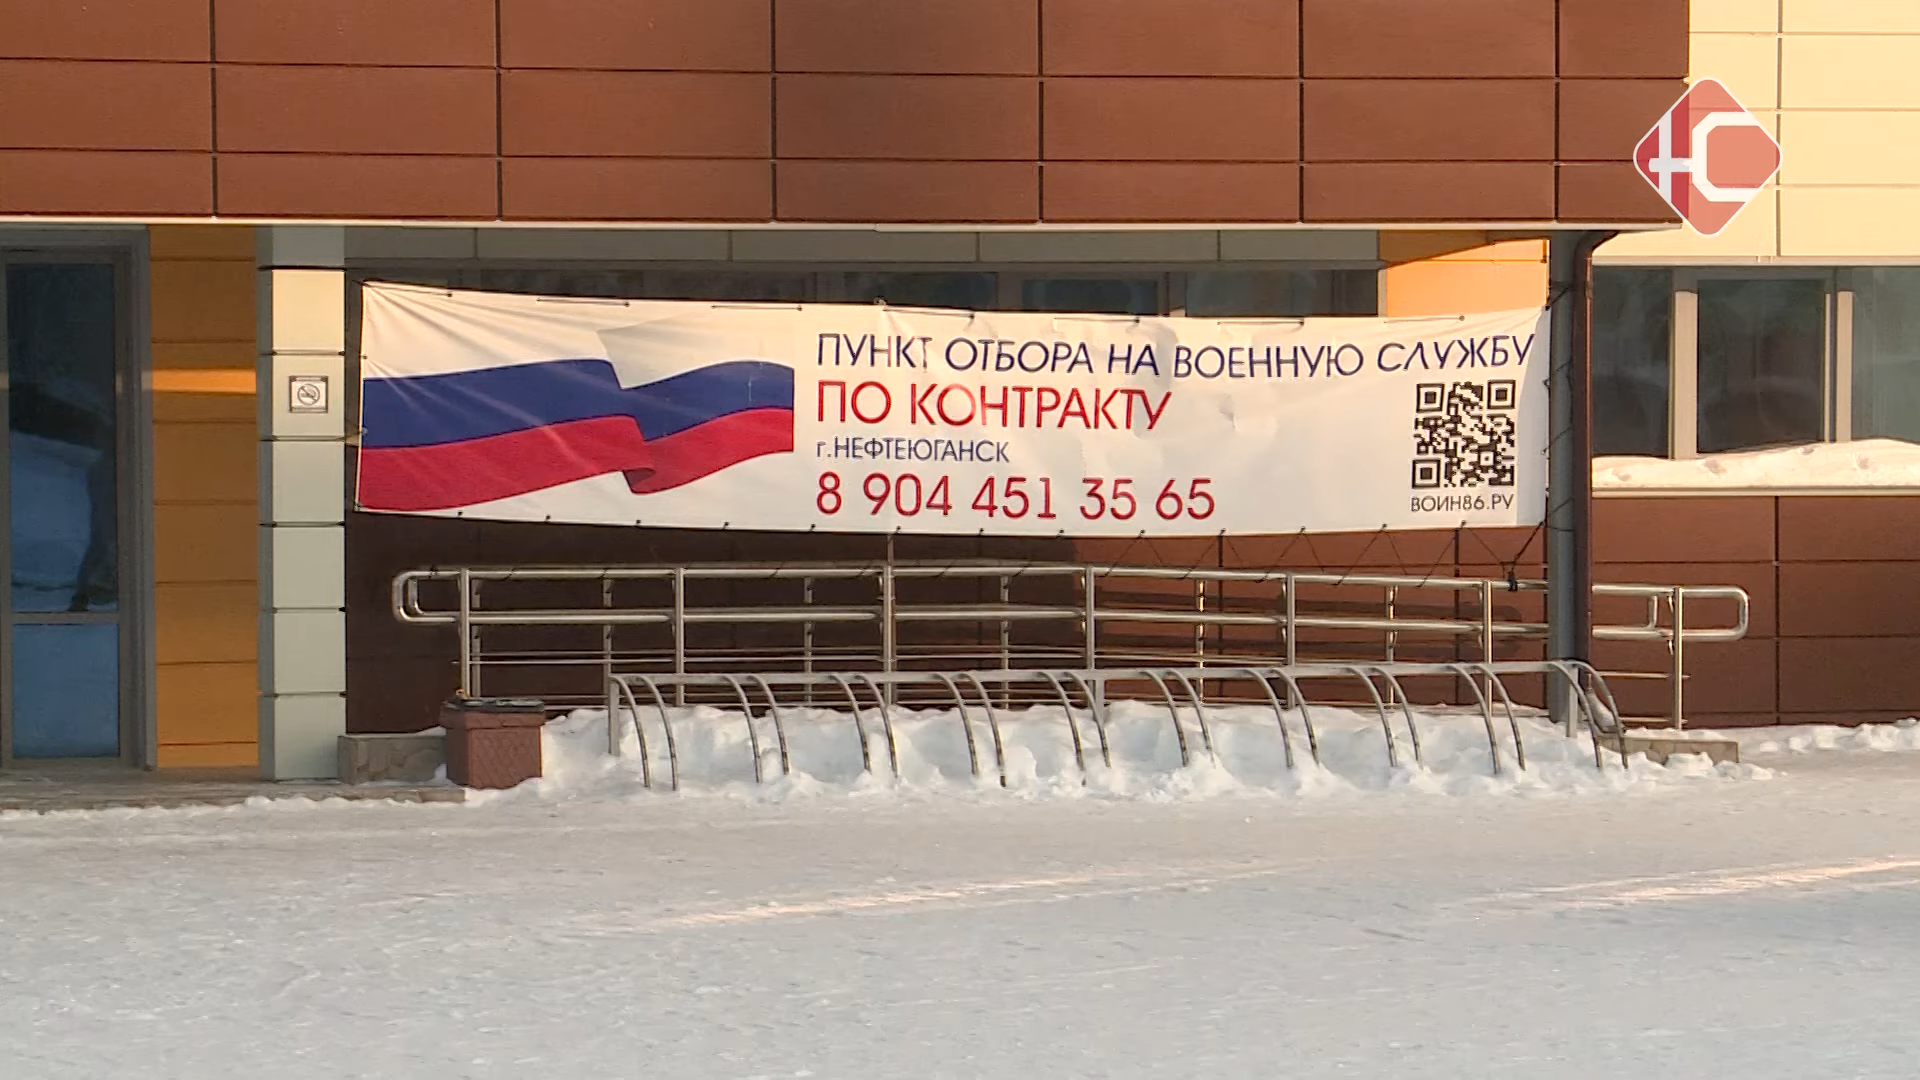 ПУНКТ ОТБОРА НА ВОЕННУЮ СЛУЖБУ
ПО КОНТРАКТУ
г.НЕФТЕЮГАНСК
8 904 451 35 65
ВОИН86.РУ